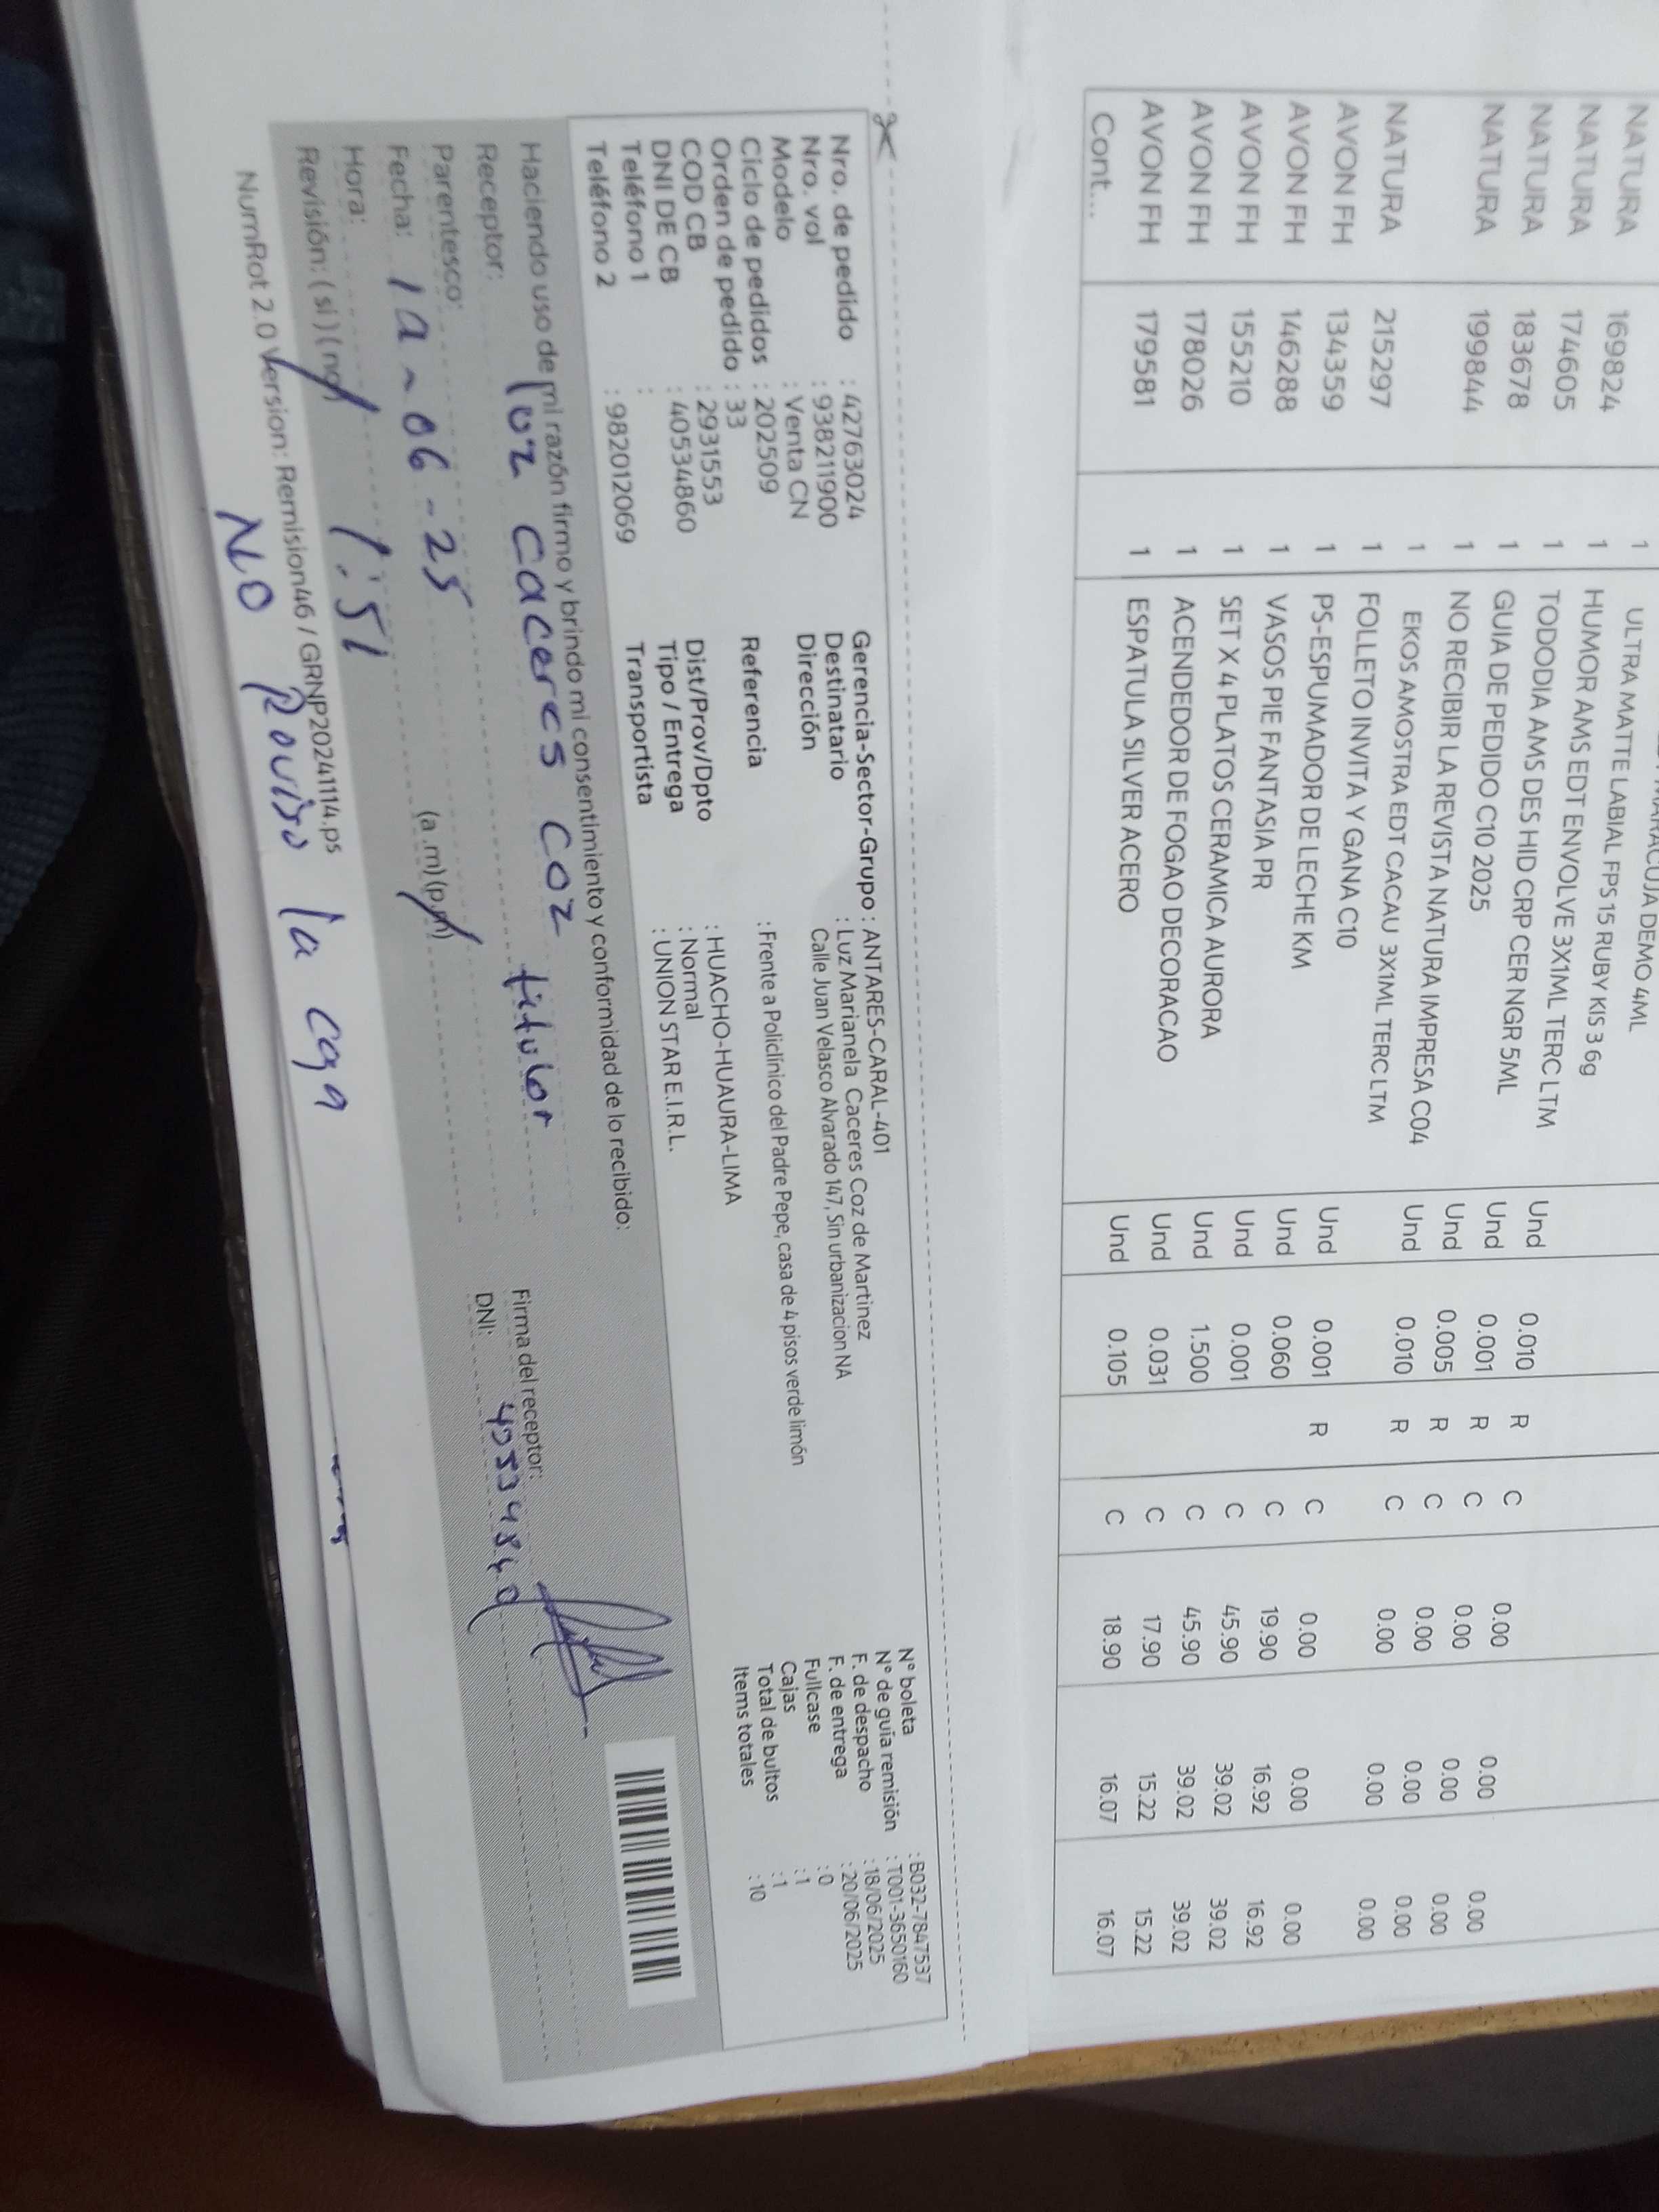 MARACUJA DEMO 4ML
NATURA 169824 1 ULTRA MATTE LABIAL FPS 15 RUBY KIS 3 6g
NATURA 174605 1 HUMOR AMS EDT ENVOLVE 3X1ML TERC LTM Und 0.010 R C 0.00 0.00 0.00
NATURA 183678 1 TODODIA AMS DES HID CRP CER NGR 5ML Und 0.001 R C 0.00 0.00 0.00
NATURA 199844 1 GUIA DE PEDIDO C10 2025 Und 0.005 R C 0.00 0.00 0.00
1 NO RECIBIR LA REVISTA NATURA IMPRESA C04 Und 0.010 R C 0.00 0.00 0.00
NATURA 215297 1 EKOS AMOSTRA EDT CACAU 3X1ML TERC LTM
1 FOLLETO INVITA Y GANA C10 Und 0.001 R C 0.00 0.00 0.00
AVON FH 134359 1 PS-ESPUMADOR DE LECHE KM Und 0.060 C 19.90 16.92 16.92
AVON FH 146288 1 VASOS PIE FANTASIA PR Und 0.001 C 45.90 39.02 39.02
AVON FH 155210 1 SET X 4 PLATOS CERAMICA AURORA Und 1.500 C 45.90 39.02 39.02
AVON FH 178026 1 ACENDEDOR DE FOGAO DECORACAO Und 0.031 C 17.90 15.22 15.22
AVON FH 179581 1 ESPATULA SILVER ACERO Und 0.105 C 18.90 16.07 16.07
Cont...
Nro. de pedido : 427630024
Nro. vol : 938211900
Modelo : Venta CN
Ciclo de pedidos : 202509
Orden de pedido : 33
COD CB : 2931553
DNI DE CB : 40534860
Teléfono 1 :
Teléfono 2 : 982012069
Gerencia-Sector-Grupo : ANTARES-CARAL-401
Destinatario : Luz Marianela Caceres Coz de Martinez
Dirección Calle Juan Velasco Alvarado 147, Sin urbanizacion NA
Referencia : Frente a Policlínico del Padre Pepe, casa de 4 pisos verde limón
Dist/Prov/Dpto : HUACHO-HUAURA-LIMA
Tipo / Entrega : Normal
Transportista : UNION STAR E.I.R.L.
N° boleta : B032-7847537
N° de guía remisión : T001-3650160
F. de despacho : 18/06/2025
F. de entrega : 20/06/2025
Fullcase : 0
Cajas : 1
Total de bultos : 1
Items totales : 10
Haciendo uso de mi razón firmo y brindo mi consentimiento y conformidad de lo recibido:
Receptor: luz caceres coz titulor
Parentesco:
Fecha: 1a-06-25
Hora: 1:51 (a.m) (p.m)
Revisión: ( si ) ( no )
Firma del receptor:
DNI:
NumRot 2.0 Version: Remision46 / GRNP20241114.ps
NO Revisa la caja